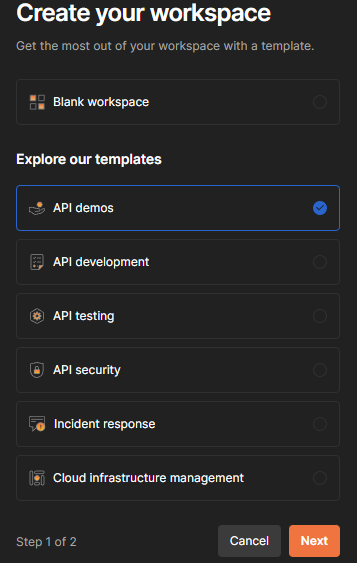 Create your workspace
Get the most out of your workspace with a template.
Blank workspace
Explore our templates
API demos
API development
API testing
API security
Incident response
Cloud infrastructure management
Step 1 of 2
Cancel
Next